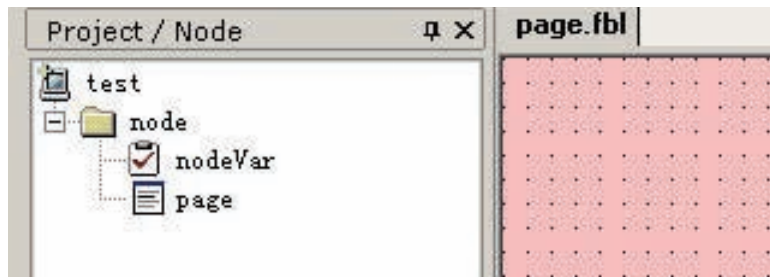 Project / Node
page.fbl
test
node
nodeVar
page